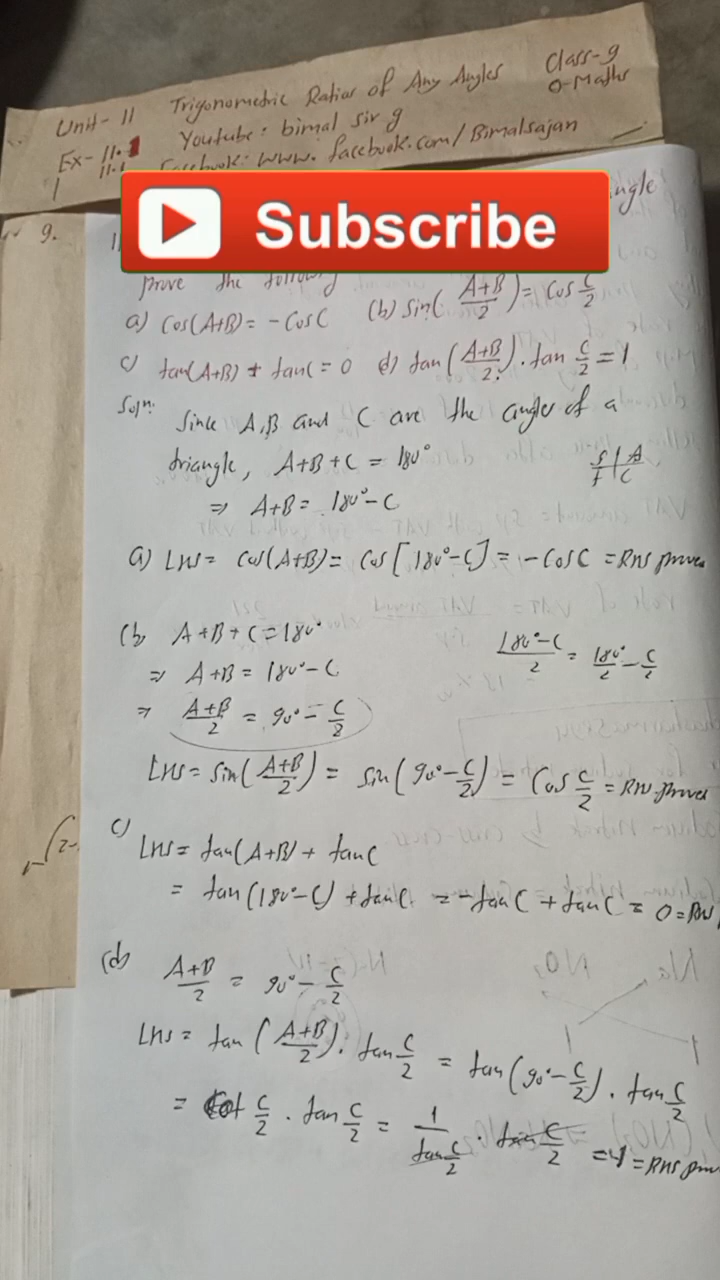 Unit- 11 Trigonometric Ratios of Any Angles Class-9
O-Maths
Ex- 11.1 Youtube: bimal sir g
11.1 Facebook: www. facebook.com/Bimalsajan
Subscribe
9. angle
prove the following
a) Cos(A+B) = - Cos C (b) Sin( A+B/2 ) = Cos C/2
c) tan(A+B) + tanC = 0 d) tan (A+B/2) . tan C/2 = 1
Soln: Since A, B and C are the angles of a
triangle, A+B+C = 180°
S|A
T|C
⇒ A+B = 180°-C
a) LHS = Cos(A+B) = Cos[180°-C] = - Cos C = RHS proved
(b) A+B+C = 180°
⇒ A+B = 180°-C
180°-C/2 = 180°/2 - C/2
⇒ A+B/2 = 90° - C/2
LHS = Sin(A+B/2) = Sin(90°-C/2) = Cos C/2 = RHS proved
c) LHS = tan(A+B) + tanC
= tan(180°-C) + tanC = - tanC + tanC = 0 = RHS
(d) A+B/2 = 90° - C/2
LHS = tan (A+B/2). tan C/2 = tan(90°-C/2) . tan C/2
= Cot C/2 . tan C/2 = 1/tan C/2 . tan C/2 = 1 = RHS